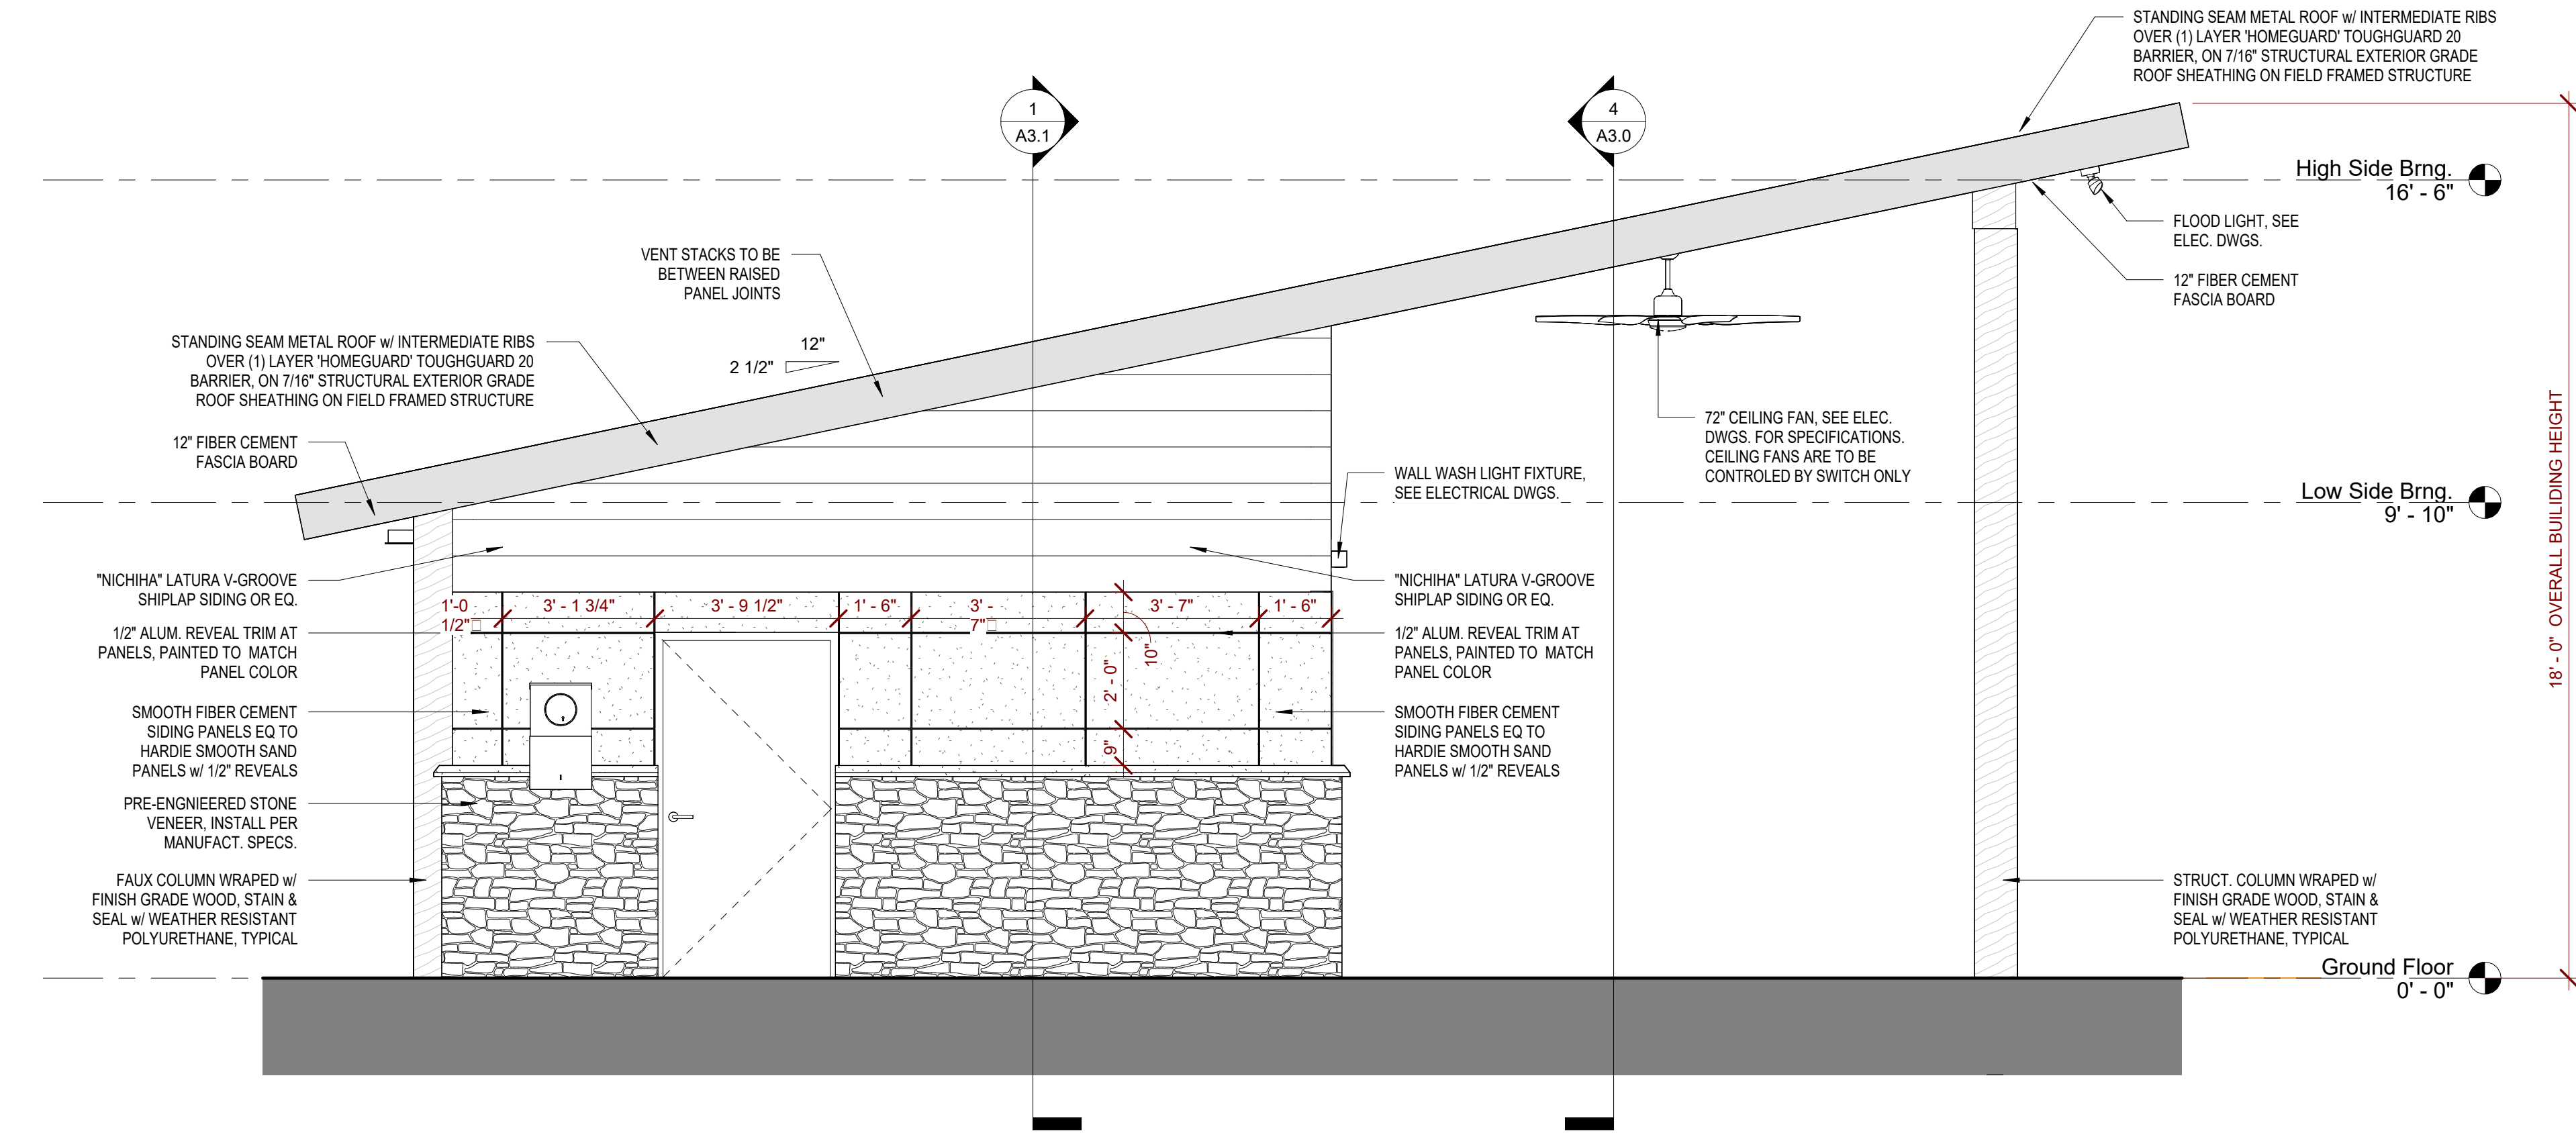 STANDING SEAM METAL ROOF w/ INTERMEDIATE RIBS
OVER (1) LAYER 'HOMEGUARD' TOUGHGUARD 20
BARRIER, ON 7/16" STRUCTURAL EXTERIOR GRADE
ROOF SHEATHING ON FIELD FRAMED STRUCTURE
1
A3.1
4
A3.0
High Side Brng.
16' - 6"
FLOOD LIGHT, SEE
ELEC. DWGS.
12" FIBER CEMENT
FASCIA BOARD
VENT STACKS TO BE
BETWEEN RAISED
PANEL JOINTS
12"
2 1/2"
STANDING SEAM METAL ROOF w/ INTERMEDIATE RIBS
OVER (1) LAYER 'HOMEGUARD' TOUGHGUARD 20
BARRIER, ON 7/16" STRUCTURAL EXTERIOR GRADE
ROOF SHEATHING ON FIELD FRAMED STRUCTURE
12" FIBER CEMENT
FASCIA BOARD
72" CEILING FAN, SEE ELEC.
DWGS. FOR SPECIFICATIONS.
CEILING FANS ARE TO BE
CONTROLED BY SWITCH ONLY
WALL WASH LIGHT FIXTURE,
SEE ELECTRICAL DWGS.
Low Side Brng.
9' - 10"
18' - 0" OVERALL BUILIDING HEIGHT
"NICHIHA" LATURA V-GROOVE
SHIPLAP SIDING OR EQ.
1/2" ALUM. REVEAL TRIM AT
PANELS, PAINTED TO MATCH
PANEL COLOR
SMOOTH FIBER CEMENT
SIDING PANELS EQ TO
HARDIE SMOOTH SAND
PANELS w/ 1/2" REVEALS
PRE-ENGNIEERED STONE
VENEER, INSTALL PER
MANUFACT. SPECS.
FAUX COLUMN WRAPED w/
FINISH GRADE WOOD, STAIN &
SEAL w/ WEATHER RESISTANT
POLYURETHANE, TYPICAL
1'-0
1/2"
3' - 1 3/4"
3' - 9 1/2"
1' - 6"
3' -
7"
3' - 7"
1' - 6"
10"
2' - 0"
9"
"NICHIHA" LATURA V-GROOVE
SHIPLAP SIDING OR EQ.
1/2" ALUM. REVEAL TRIM AT
PANELS, PAINTED TO MATCH
PANEL COLOR
SMOOTH FIBER CEMENT
SIDING PANELS EQ TO
HARDIE SMOOTH SAND
PANELS w/ 1/2" REVEALS
STRUCT. COLUMN WRAPED w/
FINISH GRADE WOOD, STAIN &
SEAL w/ WEATHER RESISTANT
POLYURETHANE, TYPICAL
Ground Floor
0' - 0"